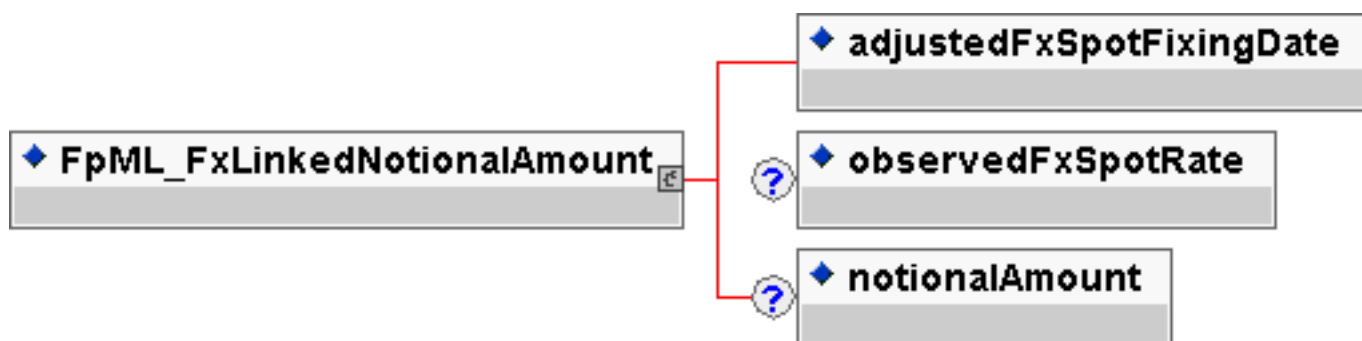 adjustedFxSpotFixingDate
FpML_FxLinkedNotionalAmount
? observedFxSpotRate
? notionalAmount